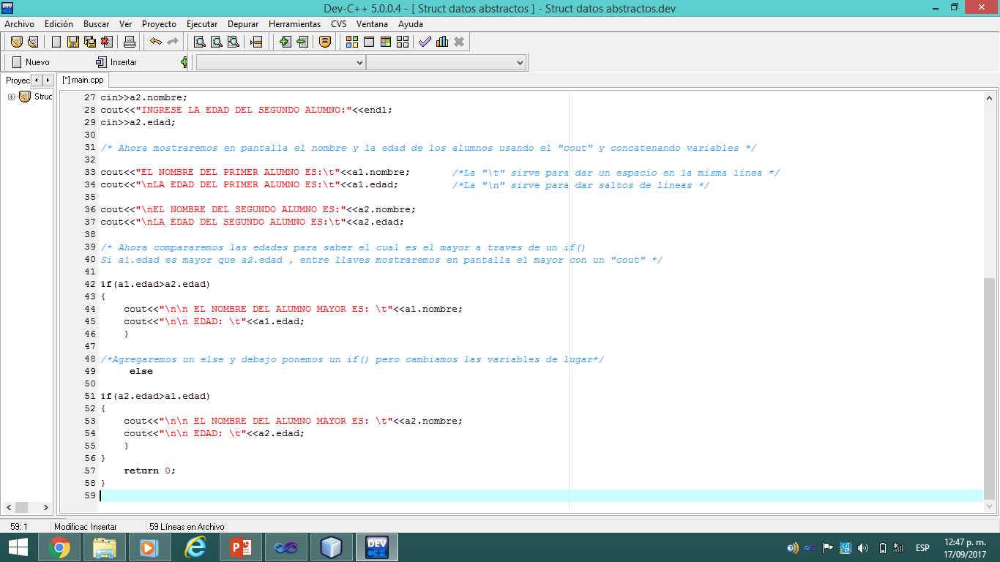 Dev-C++ 5.0.0.4 - [ Struct datos abstractos ] - Struct datos abstractos.dev
Archivo Edición Buscar Ver Proyecto Ejecutar Depurar Herramientas CVS Ventana Ayuda
Nuevo Insertar
Proyec [*] main.cpp
Struc
27 cin>>a2.nombre;
28 cout<<"INGRESE LA EDAD DEL SEGUNDO ALUMNO:"<<end1;
29 cin>>a2.edad;
30
31 /* Ahora mostraremos en pantalla el nombre y la edad de los alumnos usando el "cout" y concatenando variables */
32
33 cout<<"EL NOMBRE DEL PRIMER ALUMNO ES:\t"<<a1.nombre; /*La "\t" sirve para dar un espacio en la misma linea */
34 cout<<"\nLA EDAD DEL PRIMER ALUMNO ES:\t"<<a1.edad; /*La "\n" sirve para dar saltos de lineas */
35
36 cout<<"\nEL NOMBRE DEL SEGUNDO ALUMNO ES:"<<a2.nombre;
37 cout<<"\nLA EDAD DEL SEGUNDO ALUMNO ES:\t"<<a2.edad;
38
39 /* Ahora compararemos las edades para saber el cual es el mayor a traves de un if()
40 Si a1.edad es mayor que a2.edad , entre llaves mostraremos en pantalla el mayor con un "cout" */
41
42 if(a1.edad>a2.edad)
43 {
44 cout<<"\n\n EL NOMBRE DEL ALUMNO MAYOR ES: \t"<<a1.nombre;
45 cout<<"\n\n EDAD: \t"<<a1.edad;
46 }
47
48 /*Agregaremos un else y debajo ponemos un if() pero cambiamos las variables de lugar*/
49 else
50
51 if(a2.edad>a1.edad)
52 {
53 cout<<"\n\n EL NOMBRE DEL ALUMNO MAYOR ES: \t"<<a2.nombre;
54 cout<<"\n\n EDAD: \t"<<a2.edad;
55 }
56 }
57 return 0;
58 }
59
59: 1 Modificac Insertar 59 Líneas en Archivo
DEV C++ ESP 12:47 p. m.
17/09/2017